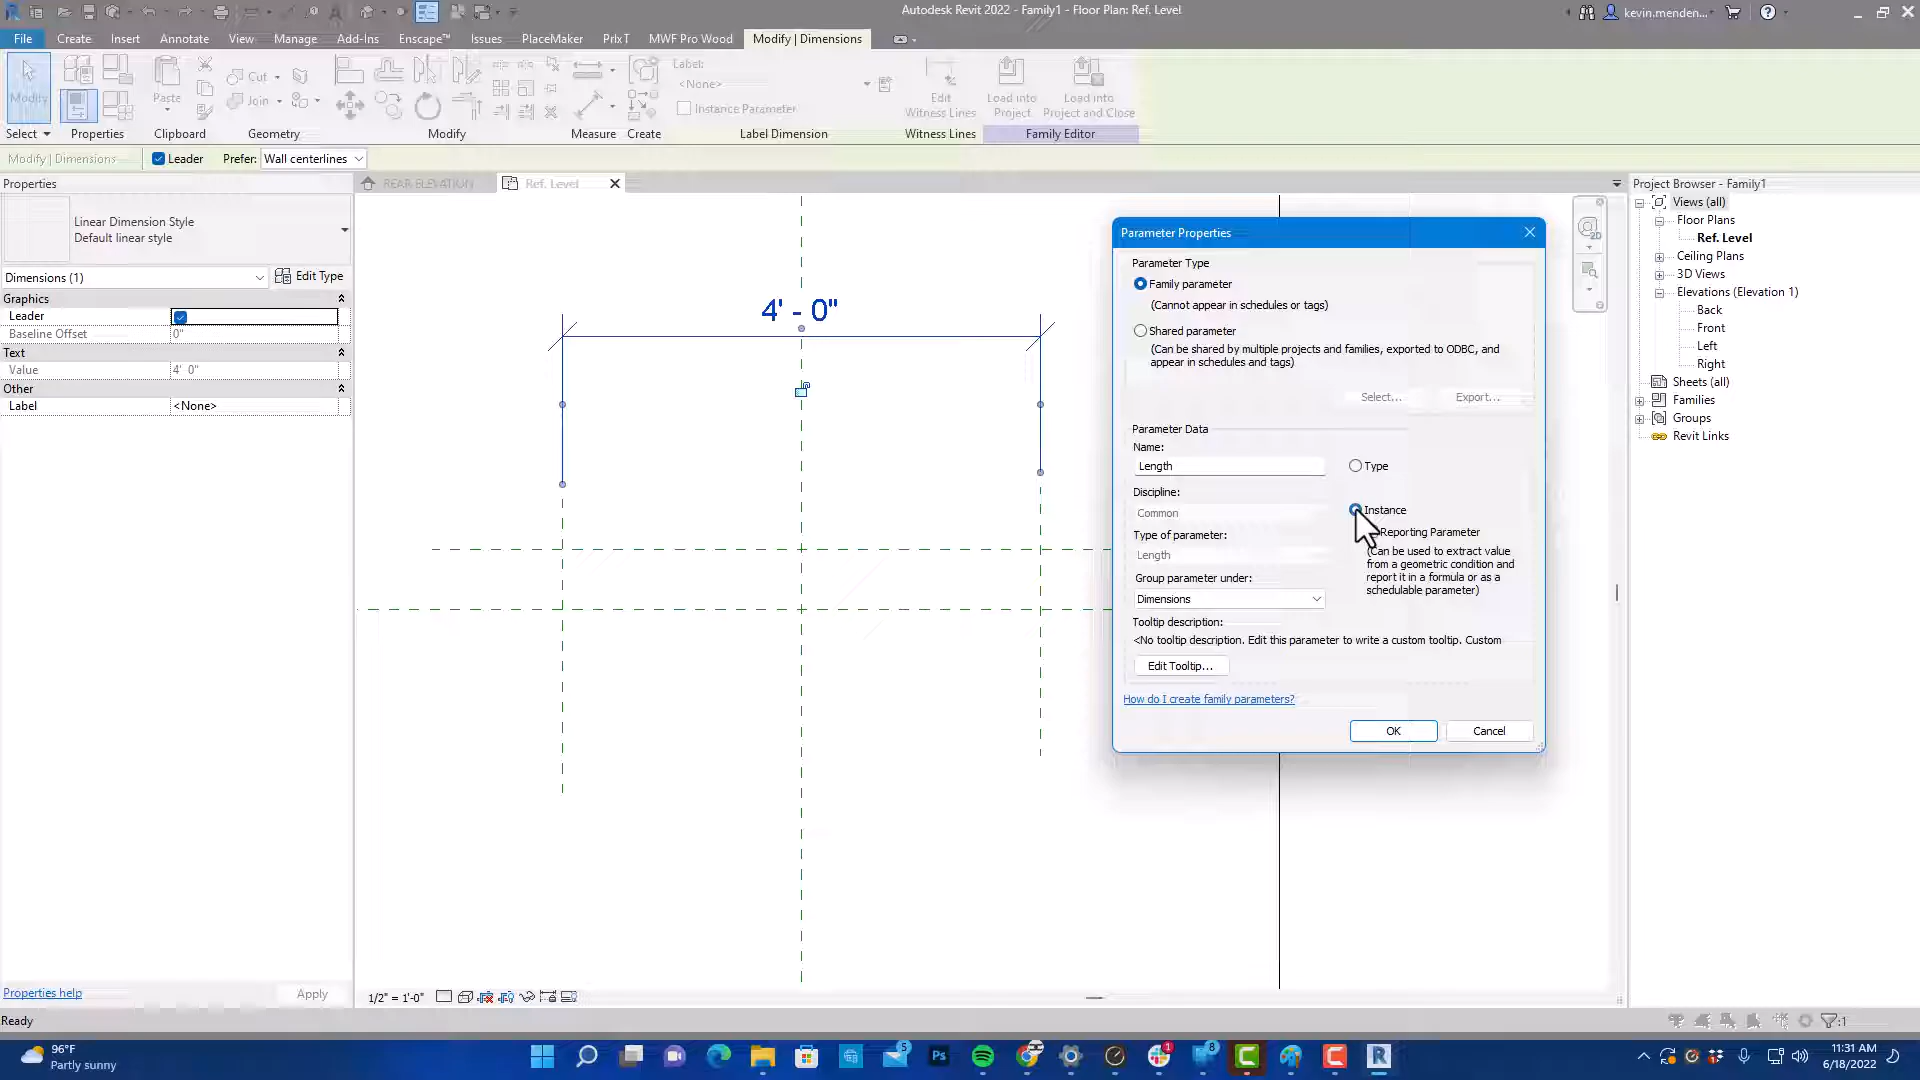 Autodesk Revit 2022 - Family1 - Floor Plan: Ref. Level
kevin.menden...
File Create Insert Annotate View Manage Add-Ins Enscape™ Issues PlaceMaker PrIxT MWF Pro Wood Modify | Dimensions
Modify
Paste
Cut
Join
Label:
<None>
Instance Parameter
Edit
Witness Lines
Load into
Project
Load into
Project and Close
Select Properties Clipboard Geometry Modify Measure Create Label Dimension Witness Lines Family Editor
Modify | Dimensions Leader Prefer: Wall centerlines
Properties
Linear Dimension Style
Default linear style
Dimensions (1) Edit Type
Graphics
Leader
Baseline Offset 0"
Text
Value 4' 0"
Other
Label <None>
Properties help Apply
REAR ELEVATION Ref. Level
4' - 0"
1/2" = 1'-0"
Parameter Properties
Parameter Type
Family parameter
(Cannot appear in schedules or tags)
Shared parameter
(Can be shared by multiple projects and families, exported to ODBC, and
appear in schedules and tags)
Select... Export...
Parameter Data
Name:
Length
Type
Discipline:
Common
Instance
Type of parameter:
Reporting Parameter
Length
(Can be used to extract value
from a geometric condition and
report it in a formula or as a
schedulable parameter)
Group parameter under:
Dimensions
Tooltip description:
<No tooltip description. Edit this parameter to write a custom tooltip. Custom
Edit Tooltip...
How do I create family parameters?
OK Cancel
Project Browser - Family1
Views (all)
Floor Plans
Ref. Level
Ceiling Plans
3D Views
Elevations (Elevation 1)
Back
Front
Left
Right
Sheets (all)
Families
Groups
Revit Links
Ready
:1
96°F
Partly sunny
Ps
5
1
8
11:31 AM
6/18/2022